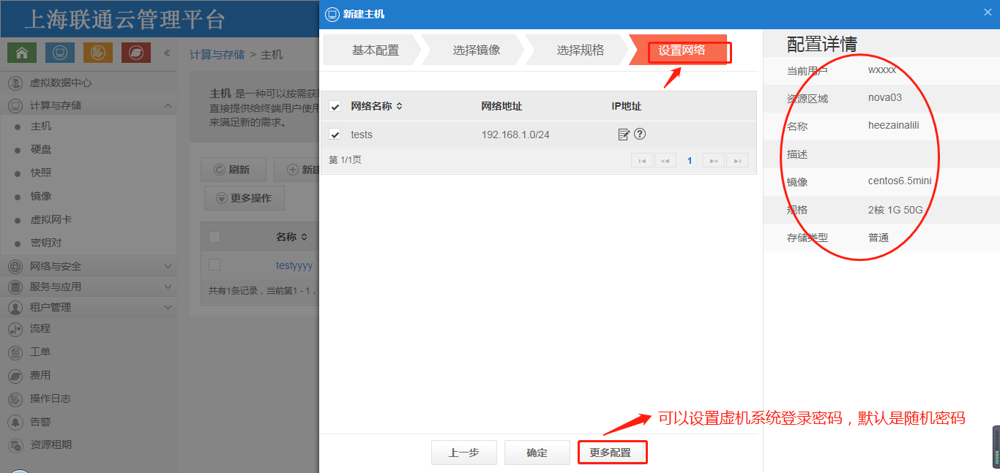 上海联通云管理平台
虚拟数据中心
计算与存储
主机
硬盘
快照
镜像
虚拟网卡
密钥对
网络与安全
服务与应用
租户管理
流程
工单
费用
操作日志
告警
资源租期
计算与存储 > 主机
主机 是一种可以按需获
直接提供给终端用户使用
来满足新的需求。
刷新
新建
更多操作
名称
testyyyy
共有1条记录，当前第1 - 1，
新建主机
基本配置
选择镜像
选择规格
设置网络
网络名称 网络地址 IP地址
tests 192.168.1.0/24
第 1/1页
1
上一步
确定
更多配置
可以设置虚机系统登录密码，默认是随机密码
配置详情
当前用户 wxxxx
资源区域 nova03
名称 heezainalili
描述
镜像 centos6.5mini
规格 2核 1G 50G
存储类型 普通